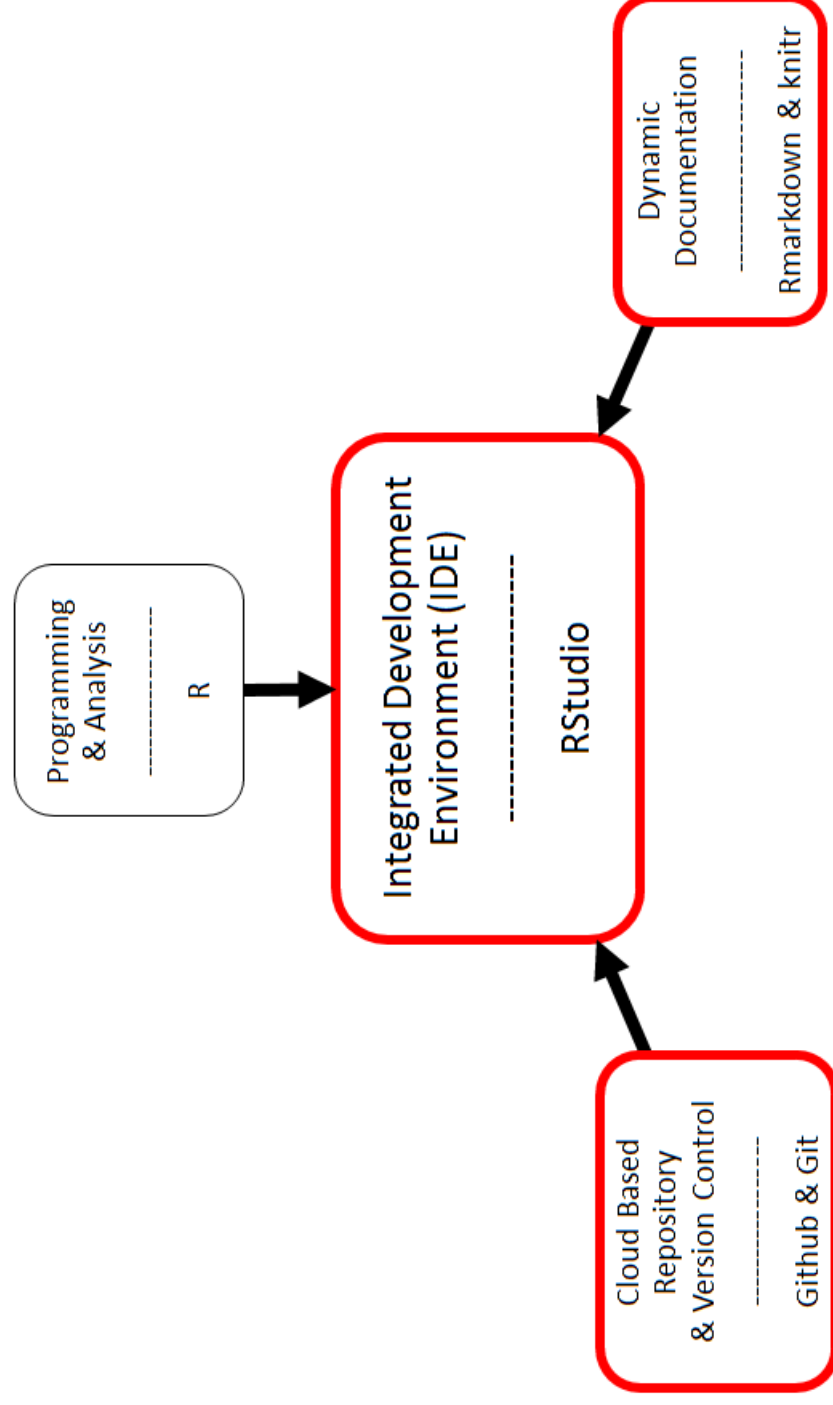 Programming
& Analysis
--------------------
R
Integrated Development
Environment (IDE)
------------------------
RStudio
Cloud Based
Repository
& Version Control
--------------------
Github & Git
Dynamic
Documentation
--------------------------
Rmarkdown & knitr